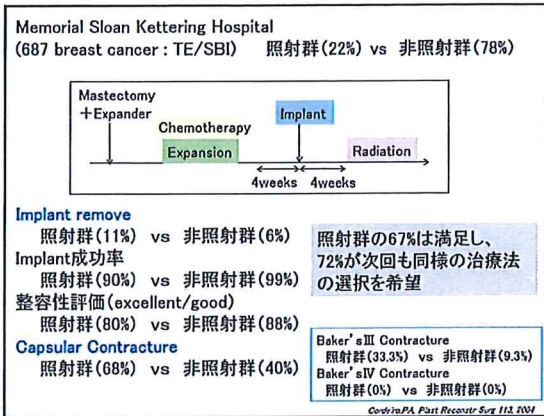 Memorial Sloan Kettering Hospital
(687 breast cancer : TE/SBI)　照射群(22%) vs 非照射群(78%)
Mastectomy
＋Expander
Chemotherapy
Expansion
Implant
Radiation
4weeks
4weeks
Implant remove
照射群(11%) vs 非照射群(6%)
Implant成功率
照射群(90%) vs 非照射群(99%)
整容性評価(excellent/good)
照射群(80%) vs 非照射群(88%)
Capsular Contracture
照射群(68%) vs 非照射群(40%)
照射群の67%は満足し、
72%が次回も同様の治療法
の選択を希望
Baker'sⅢ Contracture
照射群(33.3%) vs 非照射群(9.3%)
Baker'sⅣ Contracture
照射群(0%) vs 非照射群(0%)
Cordeiro,PA, Plast Reconstr Surg 113, 2004